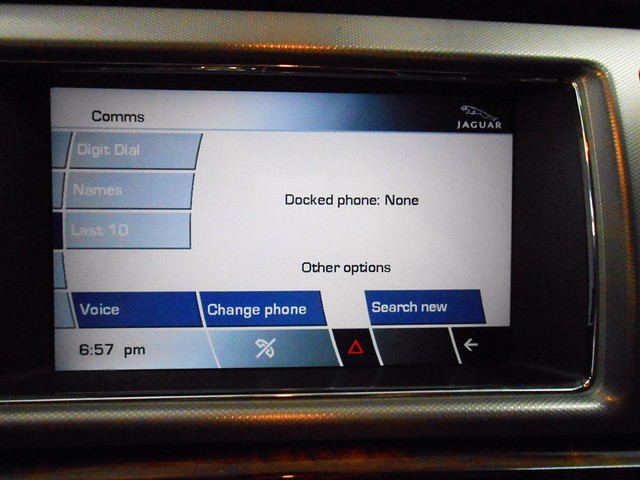 Comms
JAGUAR
Digit Dial
Names
Last 10
Docked phone: None
Other options
Voice
Change phone
Search new
6:57 pm